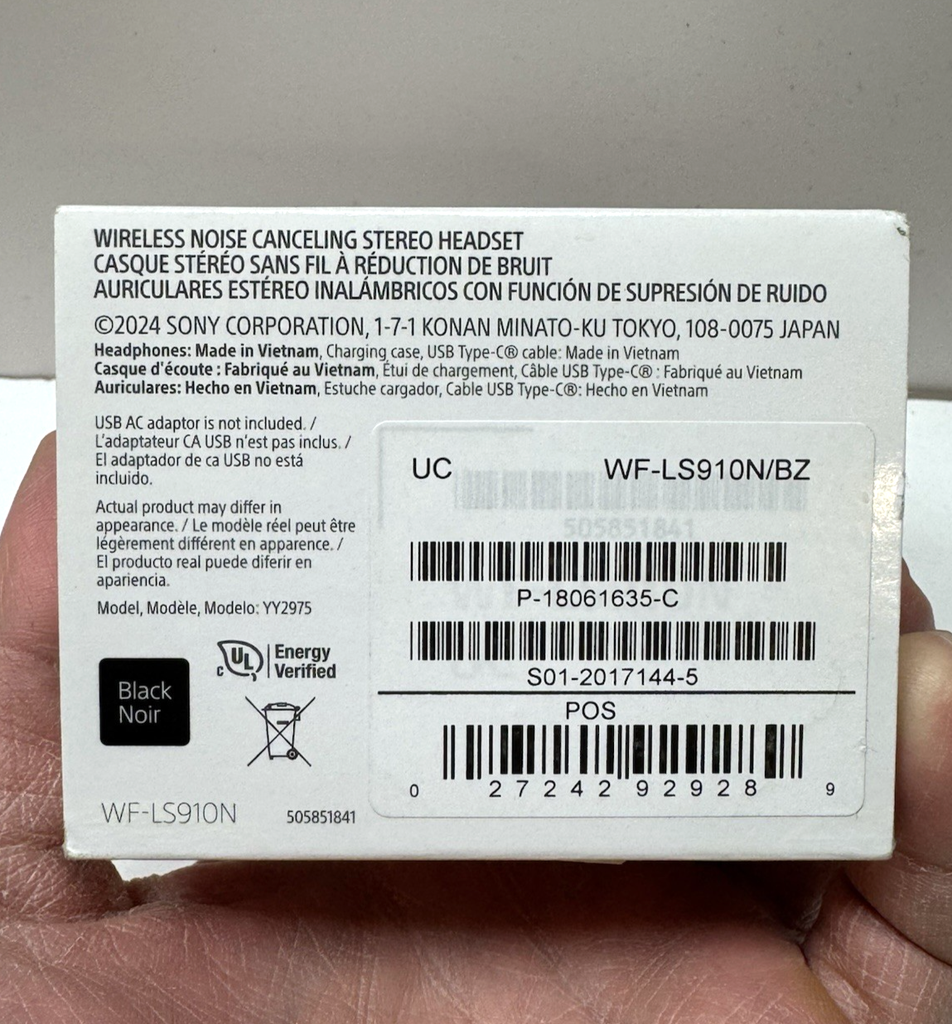 WIRELESS NOISE CANCELING STEREO HEADSET
CASQUE STÉRÉO SANS FIL À RÉDUCTION DE BRUIT
AURICULARES ESTÉREO INALÁMBRICOS CON FUNCIÓN DE SUPRESIÓN DE RUIDO
©2024 SONY CORPORATION, 1-7-1 KONAN MINATO-KU TOKYO, 108-0075 JAPAN
Headphones: Made in Vietnam, Charging case, USB Type-C® cable: Made in Vietnam
Casque d'écoute : Fabriqué au Vietnam, Étui de chargement, Câble USB Type-C® : Fabriqué au Vietnam
Auriculares: Hecho en Vietnam, Estuche cargador, Cable USB Type-C®: Hecho en Vietnam
USB AC adaptor is not included. /
L'adaptateur CA USB n'est pas inclus. /
El adaptador de ca USB no está
incluido.
Actual product may differ in
appearance. / Le modèle réel peut être
légèrement différent en apparence. /
El producto real puede diferir en
apariencia.
Model, Modèle, Modelo: YY2975
c UL Energy
Verified
Black
Noir
WF-LS910N
505851841
UC WF-LS910N/BZ
505851841
P-18061635-C
S01-2017144-5
POS
0 27242 92928 9